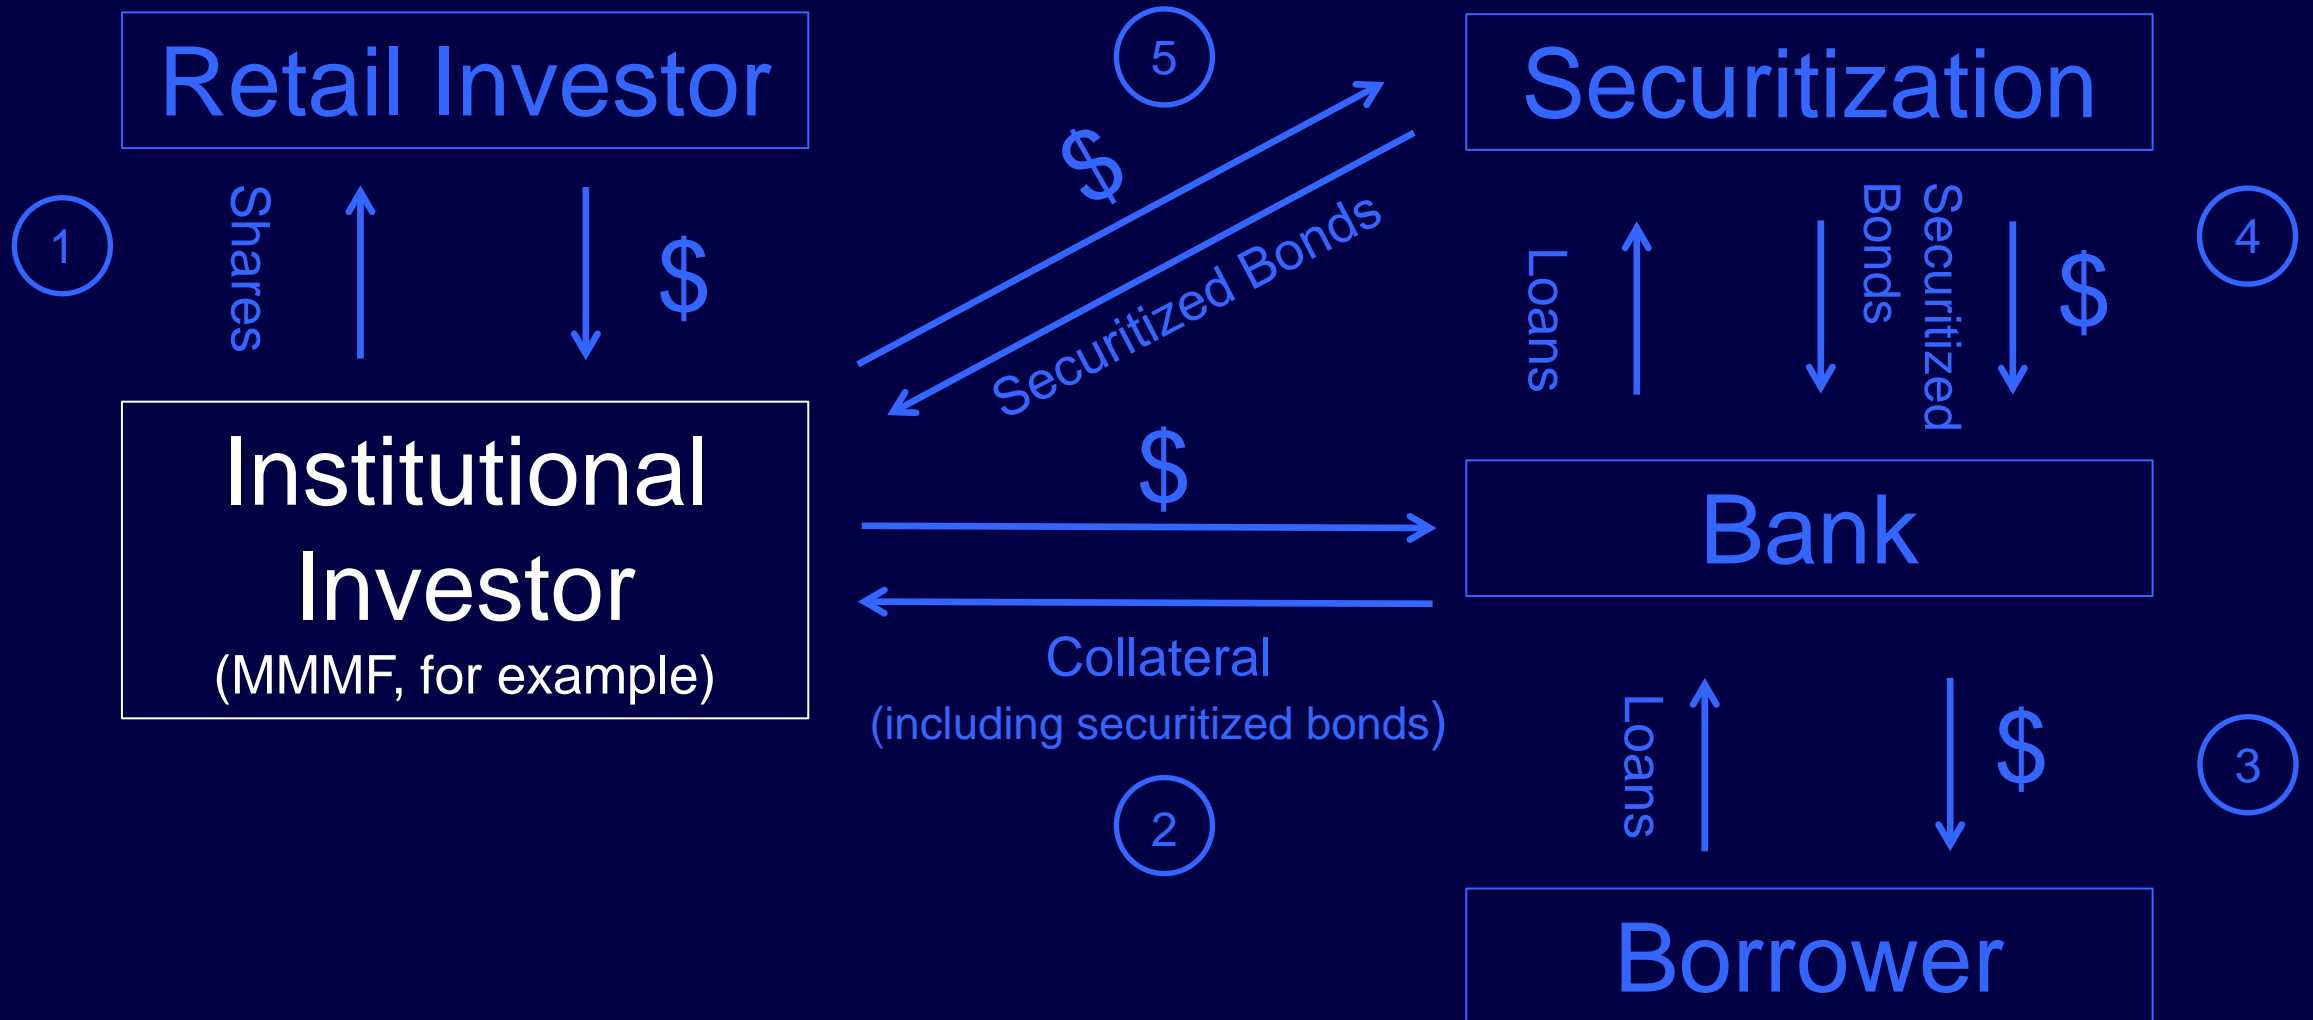 Retail Investor
5
Securitization
$
1
Shares
$
Securitized Bonds
Loans
Securitized
Bonds
$
4
Institutional
Investor
(MMMF, for example)
$
Bank
Collateral
(including securitized bonds)
2
Loans
$
3
Borrower